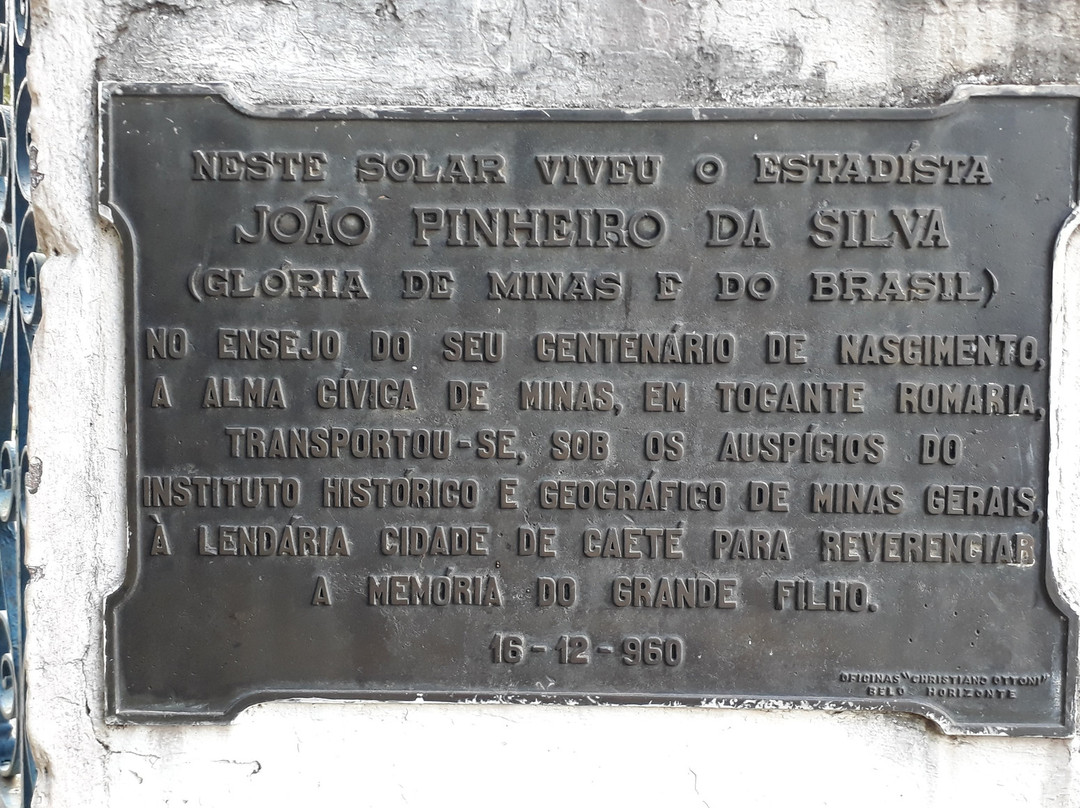 NESTE SOLAR VIVEU O ESTADÍSTA
JOÃO PINHEIRO DA SILVA
(GLÓRIA DE MINAS E DO BRASIL)
NO ENSEJO DO SEU CENTENÁRIO DE NASCIMENTO,
A ALMA CÍVICA DE MINAS, EM TOCANTE ROMARIA,
TRANSPORTOU-SE, SOB OS AUSPÍCIOS DO
INSTITUTO HISTÓRICO E GEOGRÁFICO DE MINAS GERAIS,
À LENDÁRIA CIDADE DE CAÈTÉ PARA REVERENCIAR
A MEMÓRIA DO GRANDE FILHO.
16-12-960
OFICINAS "CHRISTIANO OTTONI"
BELO HORIZONTE